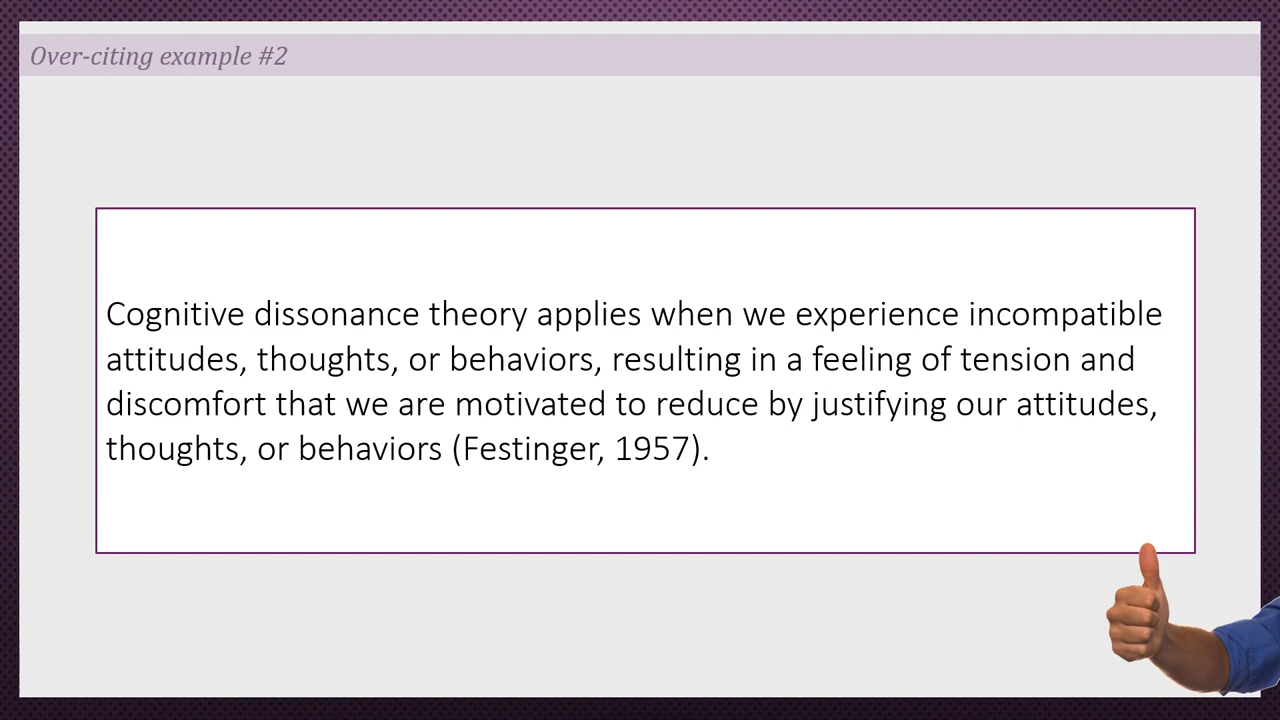 Over-citing example #2
Cognitive dissonance theory applies when we experience incompatible
attitudes, thoughts, or behaviors, resulting in a feeling of tension and
discomfort that we are motivated to reduce by justifying our attitudes,
thoughts, or behaviors (Festinger, 1957).